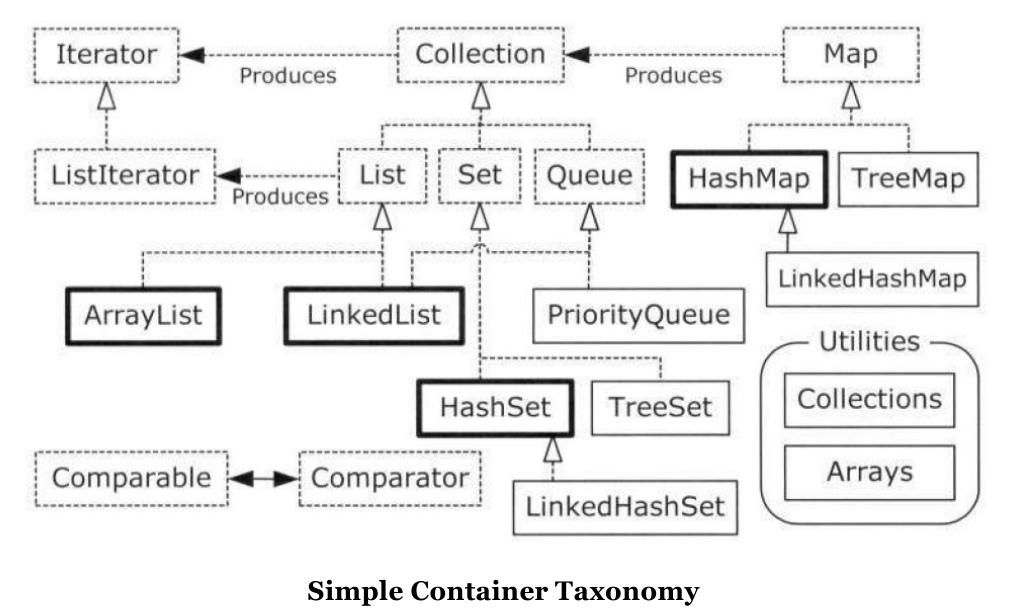 Iterator
Collection
Map
Produces
Produces
ListIterator
List
Set
Queue
HashMap
TreeMap
Produces
LinkedHashMap
ArrayList
LinkedList
PriorityQueue
Utilities
Collections
HashSet
TreeSet
Comparable
Comparator
Arrays
LinkedHashSet
Simple Container Taxonomy